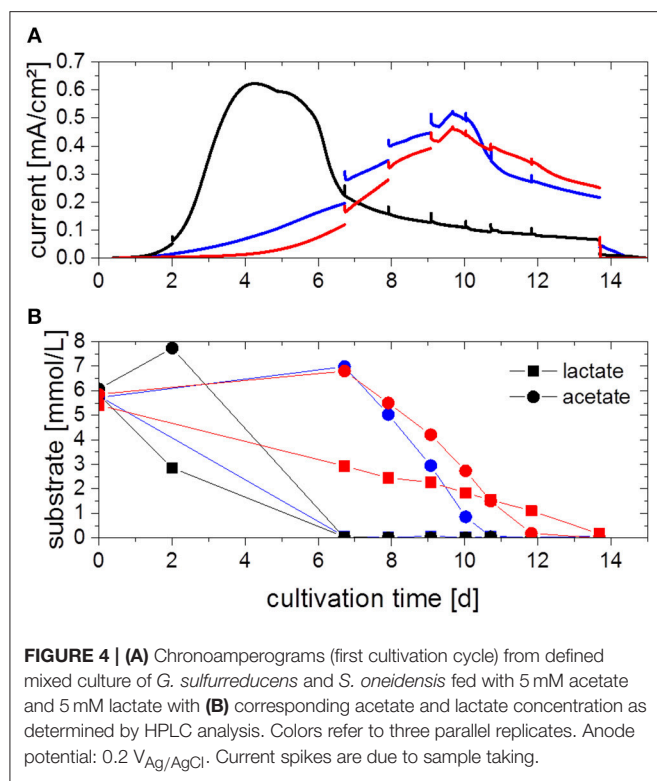 A
0.7
0.6
0.5
0.4
0.3
0.2
0.1
0.0
current [mA/cm²]
0 2 4 6 8 10 12 14
B
8
7
6
5
4
3
2
1
0
substrate [mmol/L]
lactate
acetate
0 2 4 6 8 10 12 14
cultivation time [d]
FIGURE 4 | (A) Chronoamperograms (first cultivation cycle) from defined
mixed culture of G. sulfurreducens and S. oneidensis fed with 5 mM acetate
and 5 mM lactate with (B) corresponding acetate and lactate concentration as
determined by HPLC analysis. Colors refer to three parallel replicates. Anode
potential: 0.2 VAg/AgCl. Current spikes are due to sample taking.